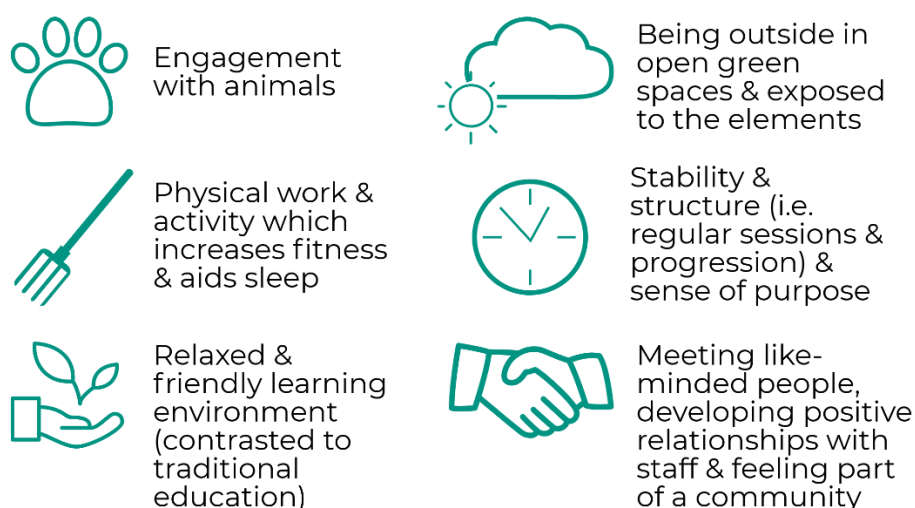 Engagement
with animals
Being outside in
open green
spaces & exposed
to the elements
Physical work &
activity which
increases fitness
& aids sleep
Stability &
structure (i.e.
regular sessions &
progression) &
sense of purpose
Relaxed &
friendly learning
environment
(contrasted to
traditional
education)
Meeting like-
minded people,
developing positive
relationships with
staff & feeling part
of a community